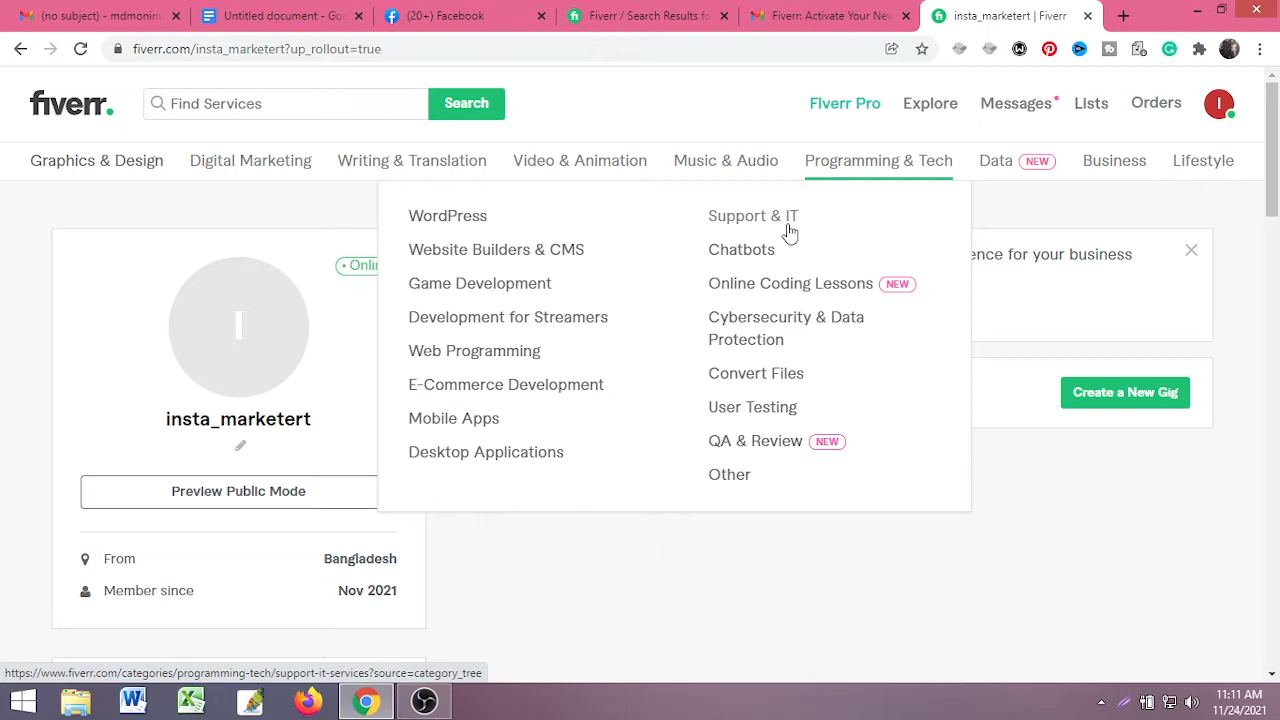 (no subject) - mdmonim
Untitled document - Goo
(20+) Facebook
Fiverr / Search Results fo
Fiverr: Activate Your New
insta_marketert | Fiverr
fiverr.com/insta_marketert?up_rollout=true
fiverr.
Find Services
Search
Fiverr Pro
Explore
Messages
Lists
Orders
I
Graphics & Design
Digital Marketing
Writing & Translation
Video & Animation
Music & Audio
Programming & Tech
Data NEW
Business
Lifestyle
WordPress
Website Builders & CMS
Game Development
Development for Streamers
Web Programming
E-Commerce Development
Mobile Apps
Desktop Applications
Support & IT
Chatbots
Online Coding Lessons NEW
Cybersecurity & Data
Protection
Convert Files
User Testing
QA & Review NEW
Other
• Onli
I
insta_marketert
Preview Public Mode
From Bangladesh
Member since Nov 2021
ence for your business
Create a New Gig
https://www.fiverr.com/categories/programming-tech/support-it-services?source=category_tree
11:11 AM
11/24/2021